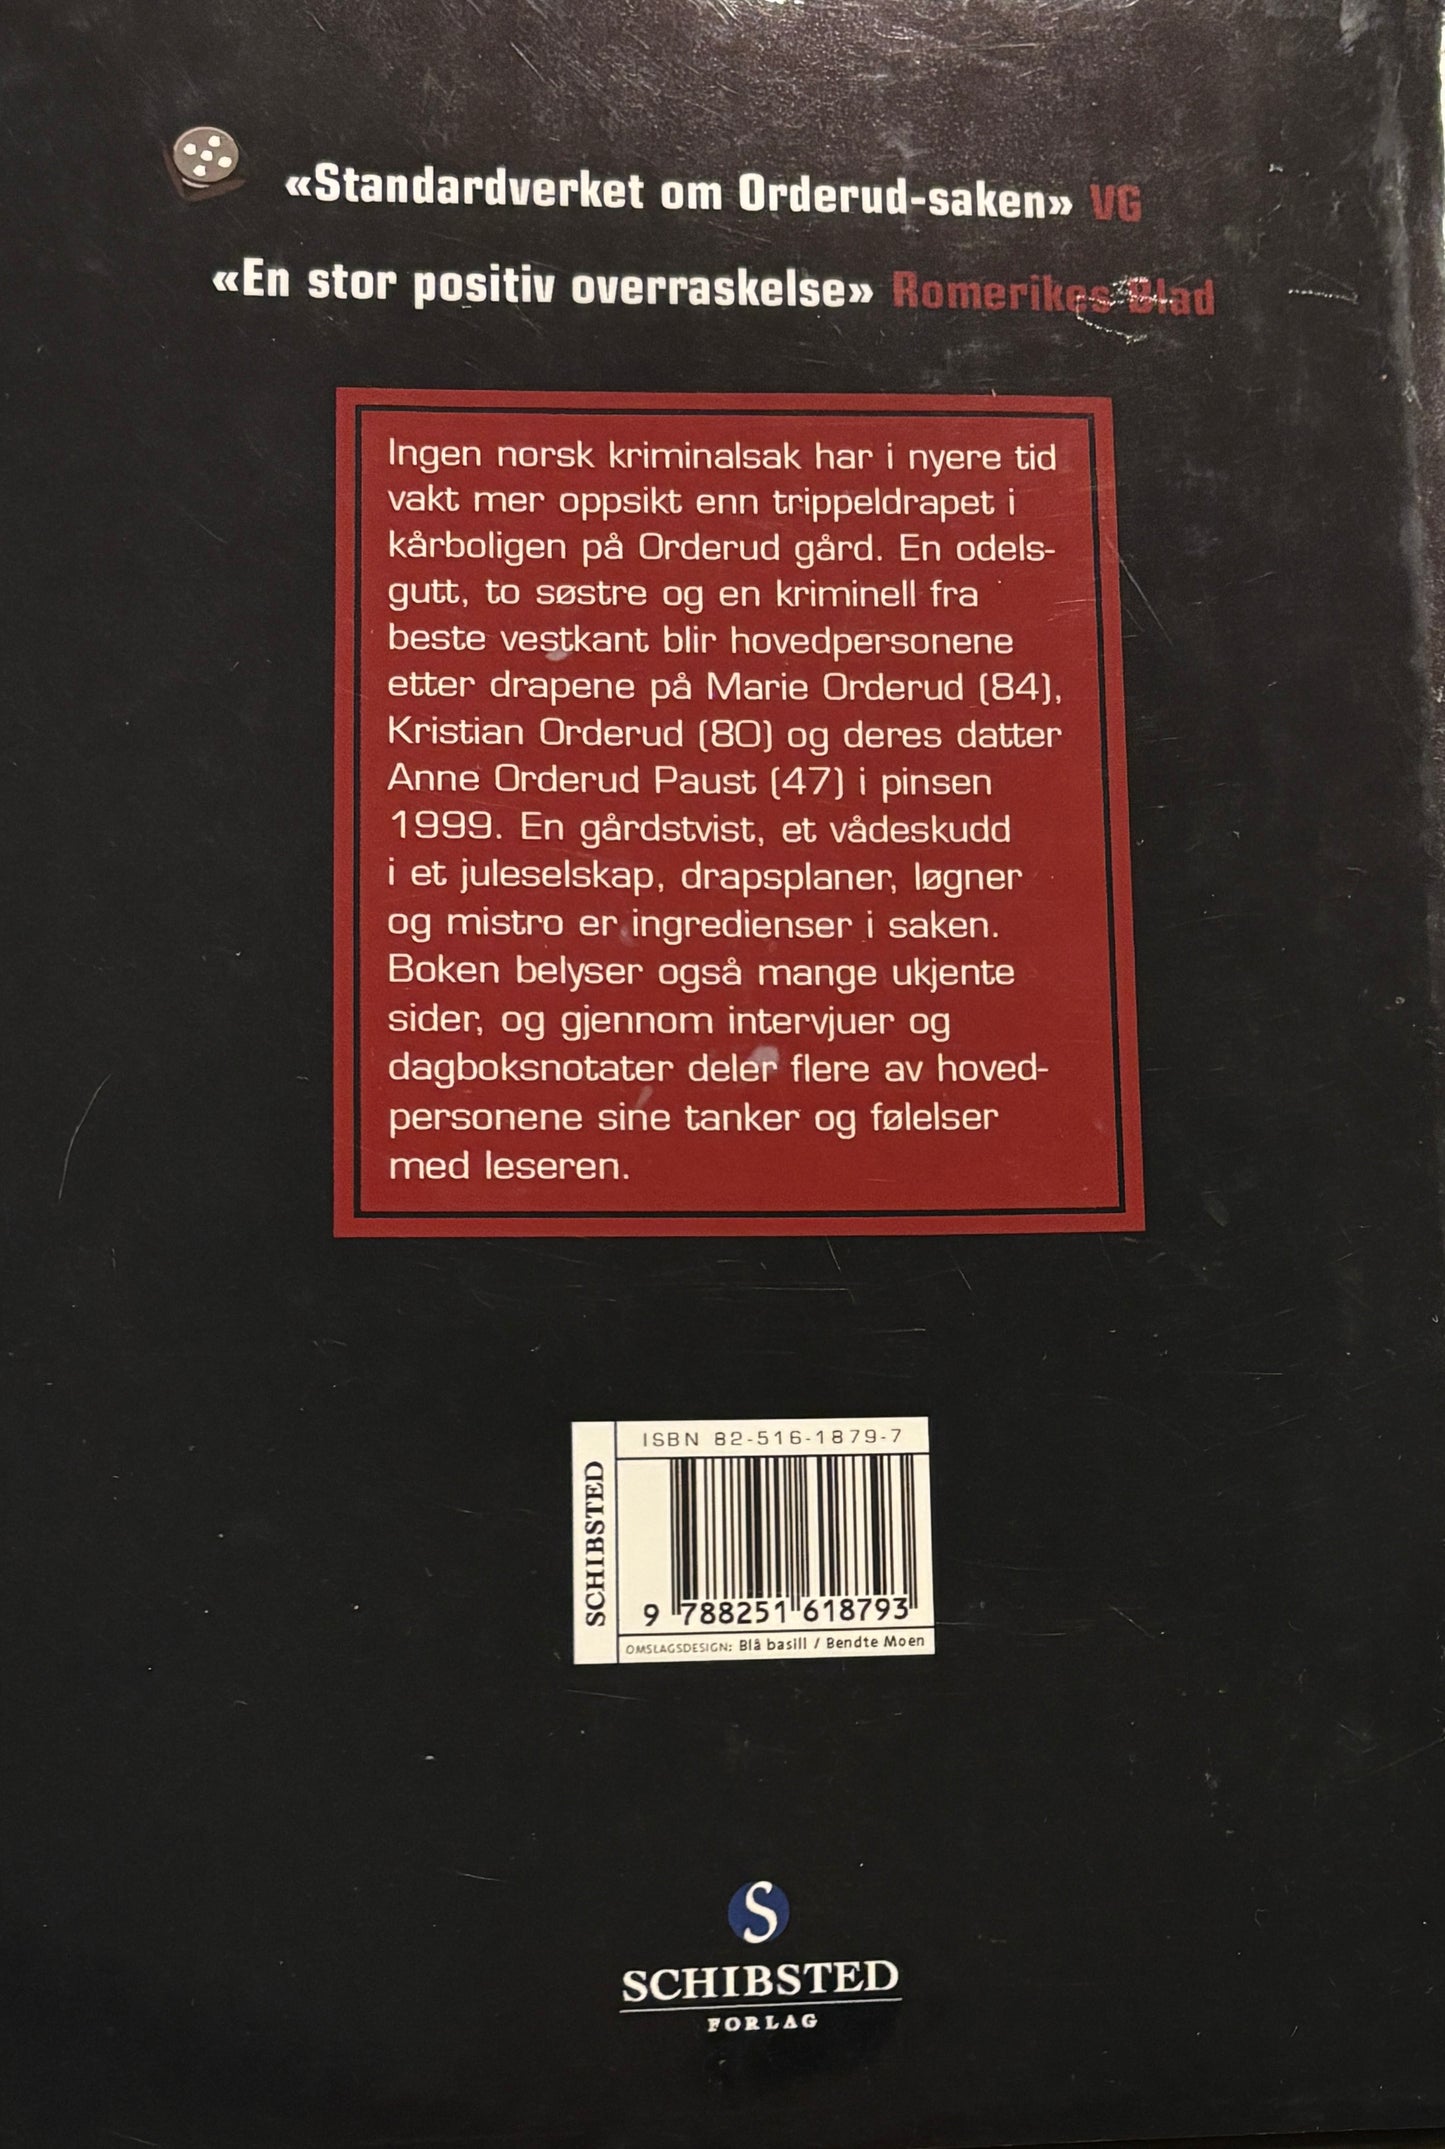 «Standardverket om Orderud-saken» VG
«En stor positiv overraskelse» Romerikes Blad
Ingen norsk kriminalsak har i nyere tid
vakt mer oppsikt enn trippeldrapet i
kårboligen på Orderud gård. En odels-
gutt, to søstre og en kriminell fra
beste vestkant blir hovedpersonene
etter drapene på Marie Orderud (84),
Kristian Orderud (80) og deres datter
Anne Orderud Paust (47) i pinsen
1999. En gårdstvist, et vådeskudd
i et juleselskap, drapsplaner, løgner
og mistro er ingredienser i saken.
Boken belyser også mange ukjente
sider, og gjennom intervjuer og
dagboksnotater deler flere av hoved-
personene sine tanker og følelser
med leseren.
SCHIBSTED
ISBN 82-516-1879-7
9 788251 618793
OMSLAGSDESIGN: Blå basill / Bendte Moen
S
SCHIBSTED
FORLAG